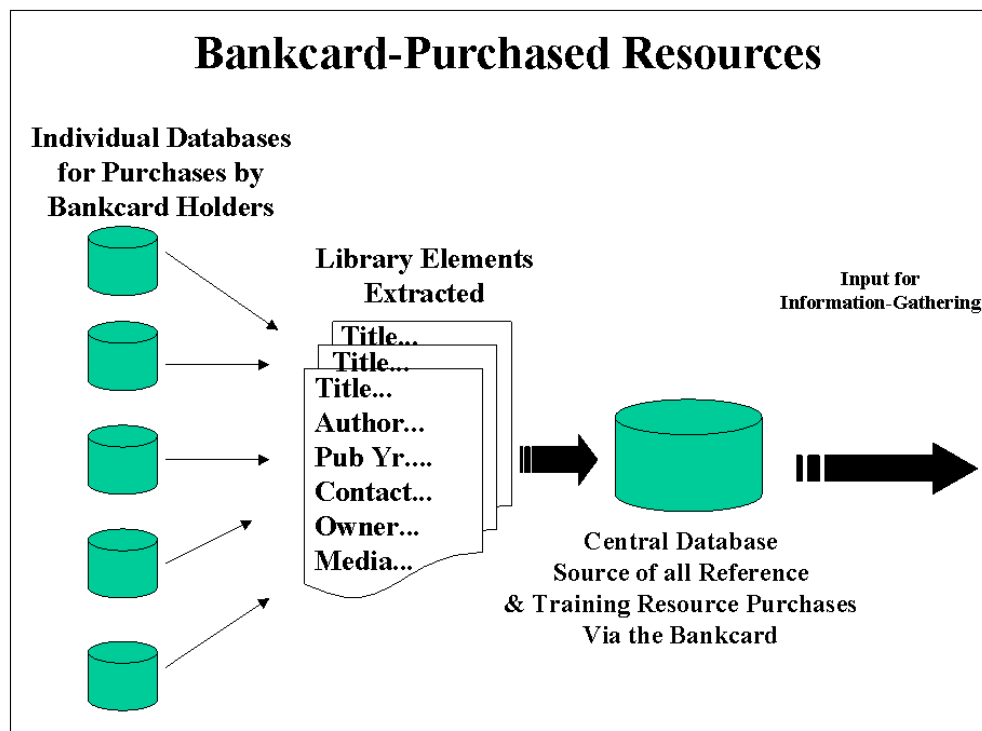 Bankcard-Purchased Resources
Individual Databases
for Purchases by
Bankcard Holders
Library Elements
Extracted
Title...
Title...
Title...
Author...
Pub Yr....
Contact...
Owner...
Media...
Central Database
Source of all Reference
& Training Resource Purchases
Via the Bankcard
Input for
Information-Gathering